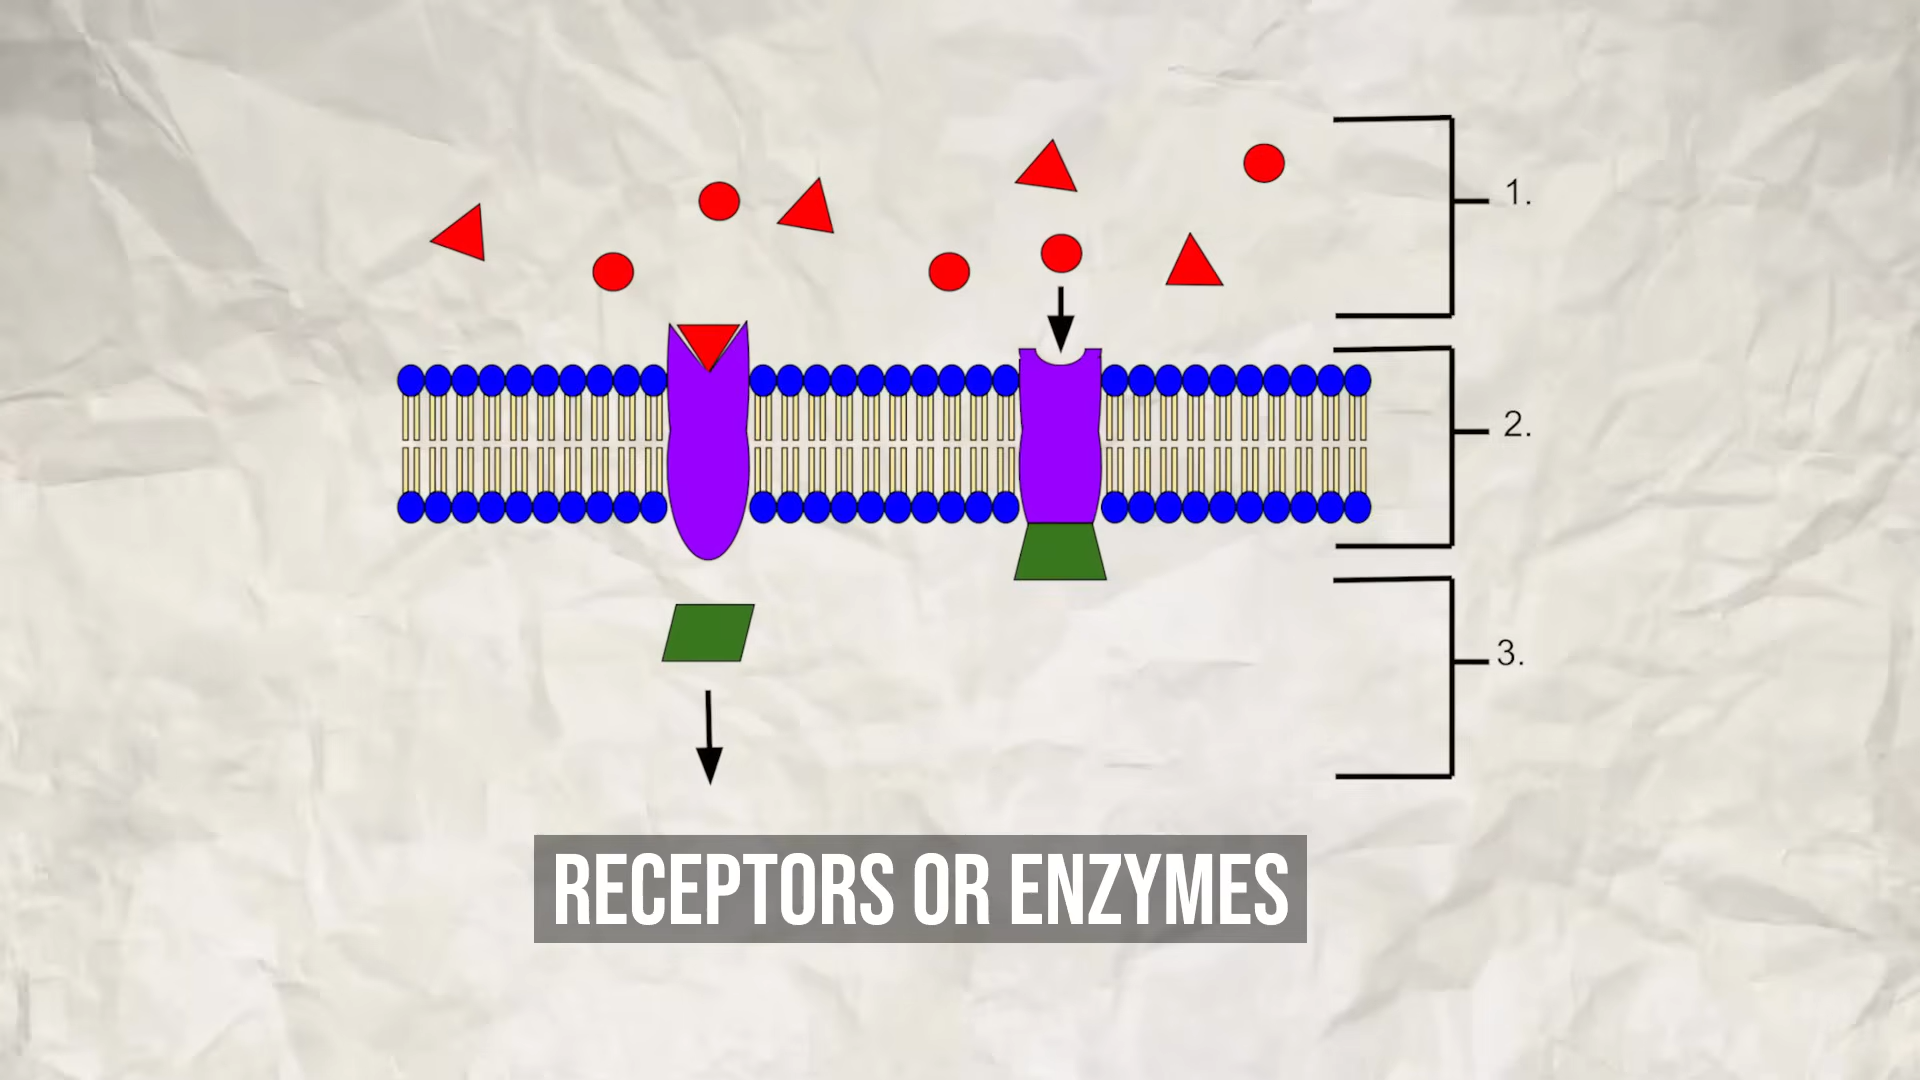 1.
2.
3.
RECEPTORS OR ENZYMES